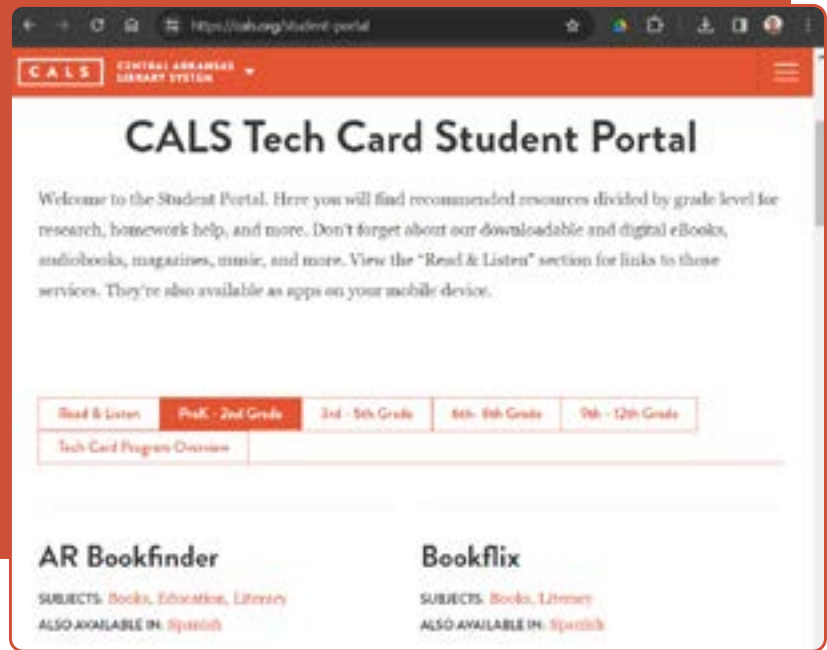 https://cals.org/student-portal
CALS
CENTRAL ARKANSAS
LIBRARY SYSTEM
CALS Tech Card Student Portal
Welcome to the Student Portal. Here you will find recommended resources divided by grade level for
research, homework help, and more. Don't forget about our downloadable and digital eBooks,
audiobooks, magazines, music, and more. View the "Read & Listen" section for links to those
services. They're also available as apps on your mobile device.
Read & Listen PreK - 2nd Grade 3rd - 5th Grade 6th- 8th Grade 9th - 12th Grade
Tech Card Program Overview
AR Bookfinder Bookflix
SUBJECTS: Books, Education, Literacy SUBJECTS: Books, Literacy
ALSO AVAILABLE IN: Spanish ALSO AVAILABLE IN: Spanish